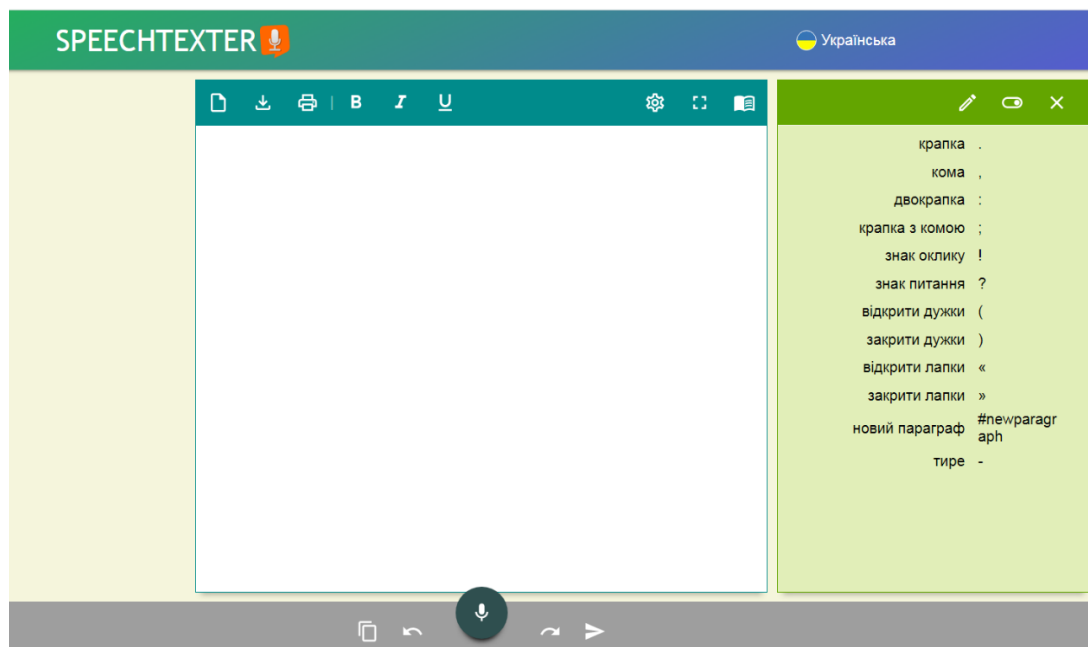 SPEECHTEXTER
Українська
B I U
крапка .
кома ,
двокрапка :
крапка з комою ;
знак оклику !
знак питання ?
відкрити дужки (
закрити дужки )
відкрити лапки «
закрити лапки »
новий параграф #newparagr
aph
тире -